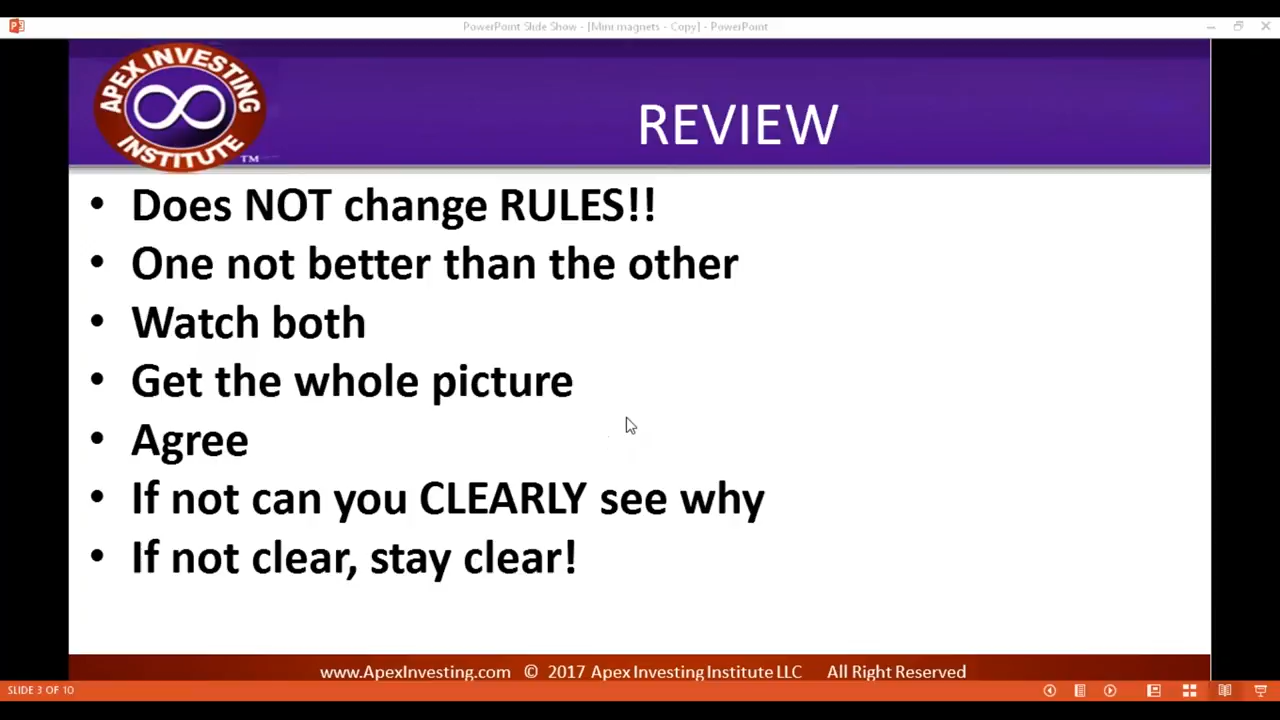 PowerPoint Slide Show - [Mini magnets - Copy] - PowerPoint
APEX INVESTING
INSTITUTE
TM
REVIEW
• Does NOT change RULES!!
• One not better than the other
• Watch both
• Get the whole picture
• Agree
• If not can you CLEARLY see why
• If not clear, stay clear!
www.ApexInvesting.com © 2017 Apex Investing Institute LLC All Right Reserved
SLIDE 3 OF 10